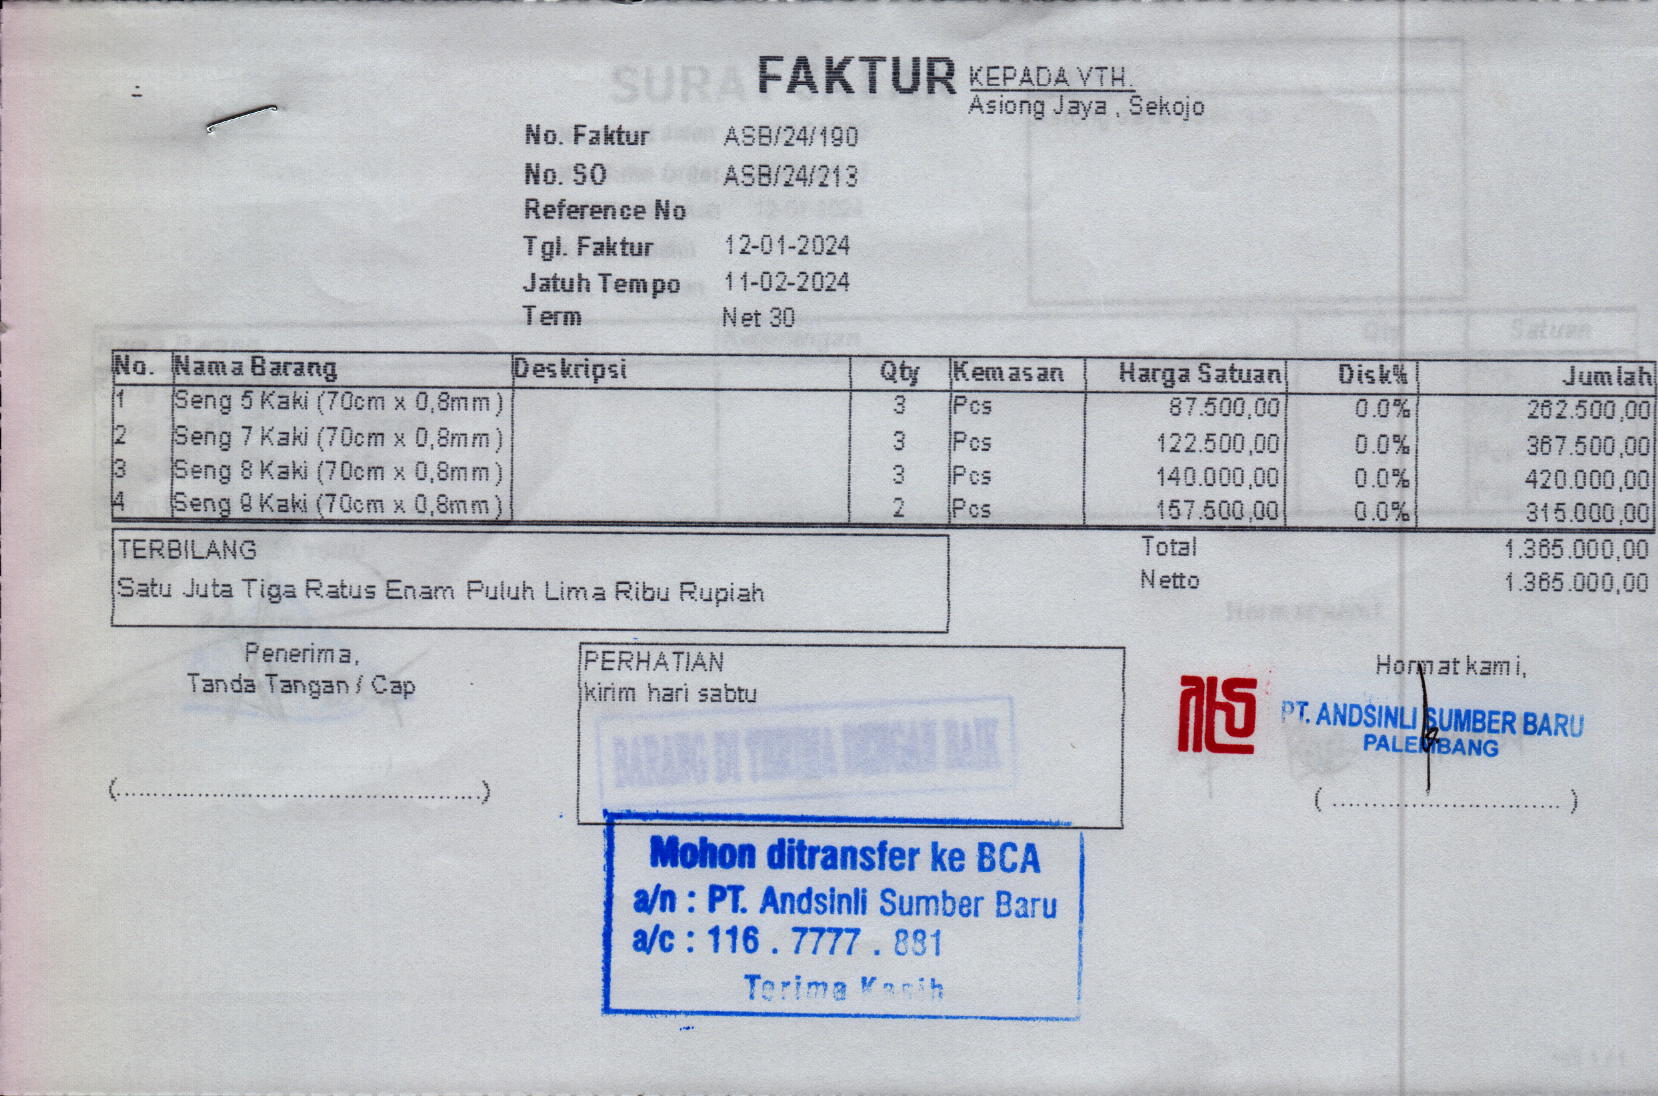 FAKTUR
KEPADA YTH.
Asiong Jaya , Sekojo
No. Faktur ASB/24/190
No. SO ASB/24/213
Reference No
Tgl. Faktur 12-01-2024
Jatuh Tempo 11-02-2024
Term Net 30
No. Nama Barang Deskripsi Qty Kemasan Harga Satuan Disk% Jumlah
1 Seng 5 Kaki (70cm x 0,8mm) 3 Pcs 87.500,00 0.0% 262.500,00
2 Seng 7 Kaki (70cm x 0,8mm) 3 Pcs 122.500,00 0.0% 367.500,00
3 Seng 8 Kaki (70cm x 0,8mm) 3 Pcs 140.000,00 0.0% 420.000,00
4 Seng 9 Kaki (70cm x 0,8mm) 2 Pcs 157.500,00 0.0% 315.000,00
TERBILANG
Satu Juta Tiga Ratus Enam Puluh Lima Ribu Rupiah
Total 1.365.000,00
Netto 1.365.000,00
Penerima,
Tanda Tangan / Cap
(..........................................)
PERHATIAN
kirim hari sabtu
Hormat kami,
PT. ANDSINLI SUMBER BARU
PALEMBANG
( ............................ )
Mohon ditransfer ke BCA
a/n : PT. Andsinli Sumber Baru
a/c : 116 . 7777 . 881
Terima Kasih